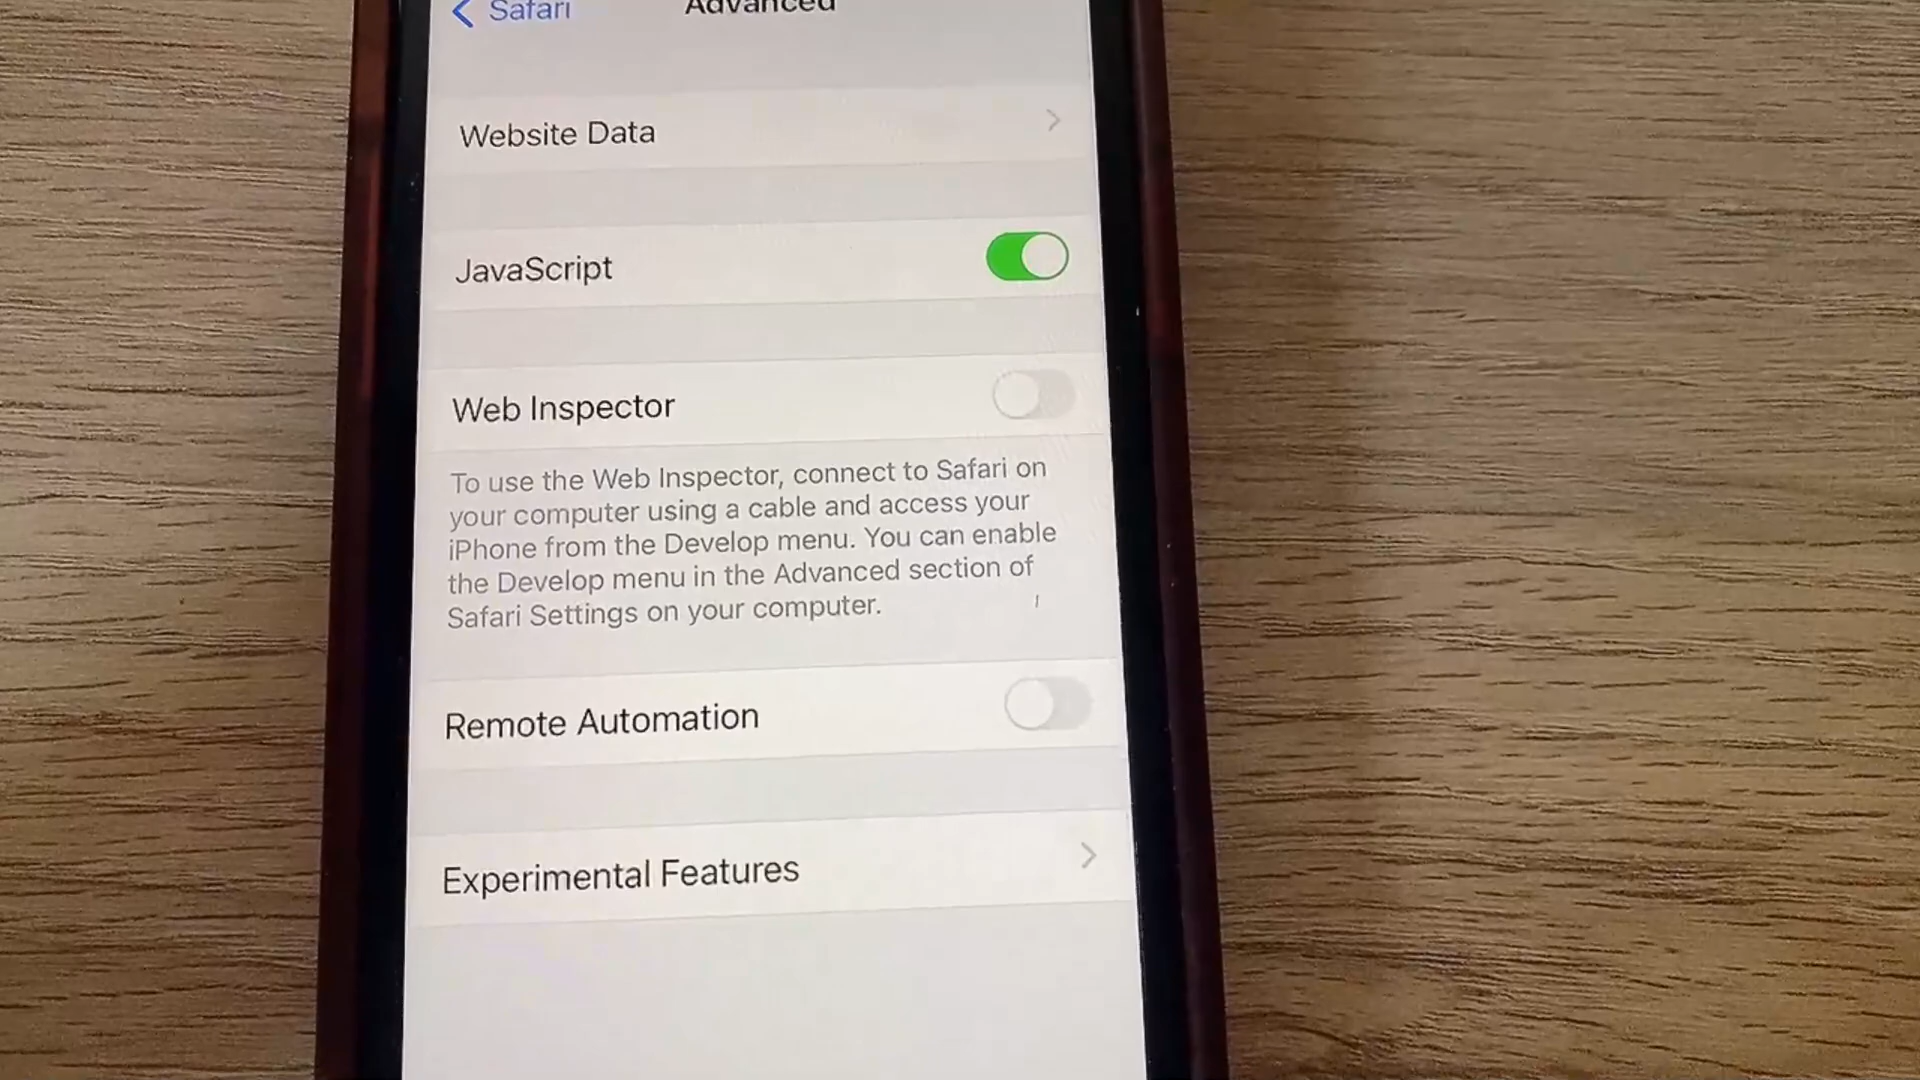 Safari
Advanced
Website Data
JavaScript
Web Inspector
To use the Web Inspector, connect to Safari on
your computer using a cable and access your
iPhone from the Develop menu. You can enable
the Develop menu in the Advanced section of
Safari Settings on your computer.
Remote Automation
Experimental Features